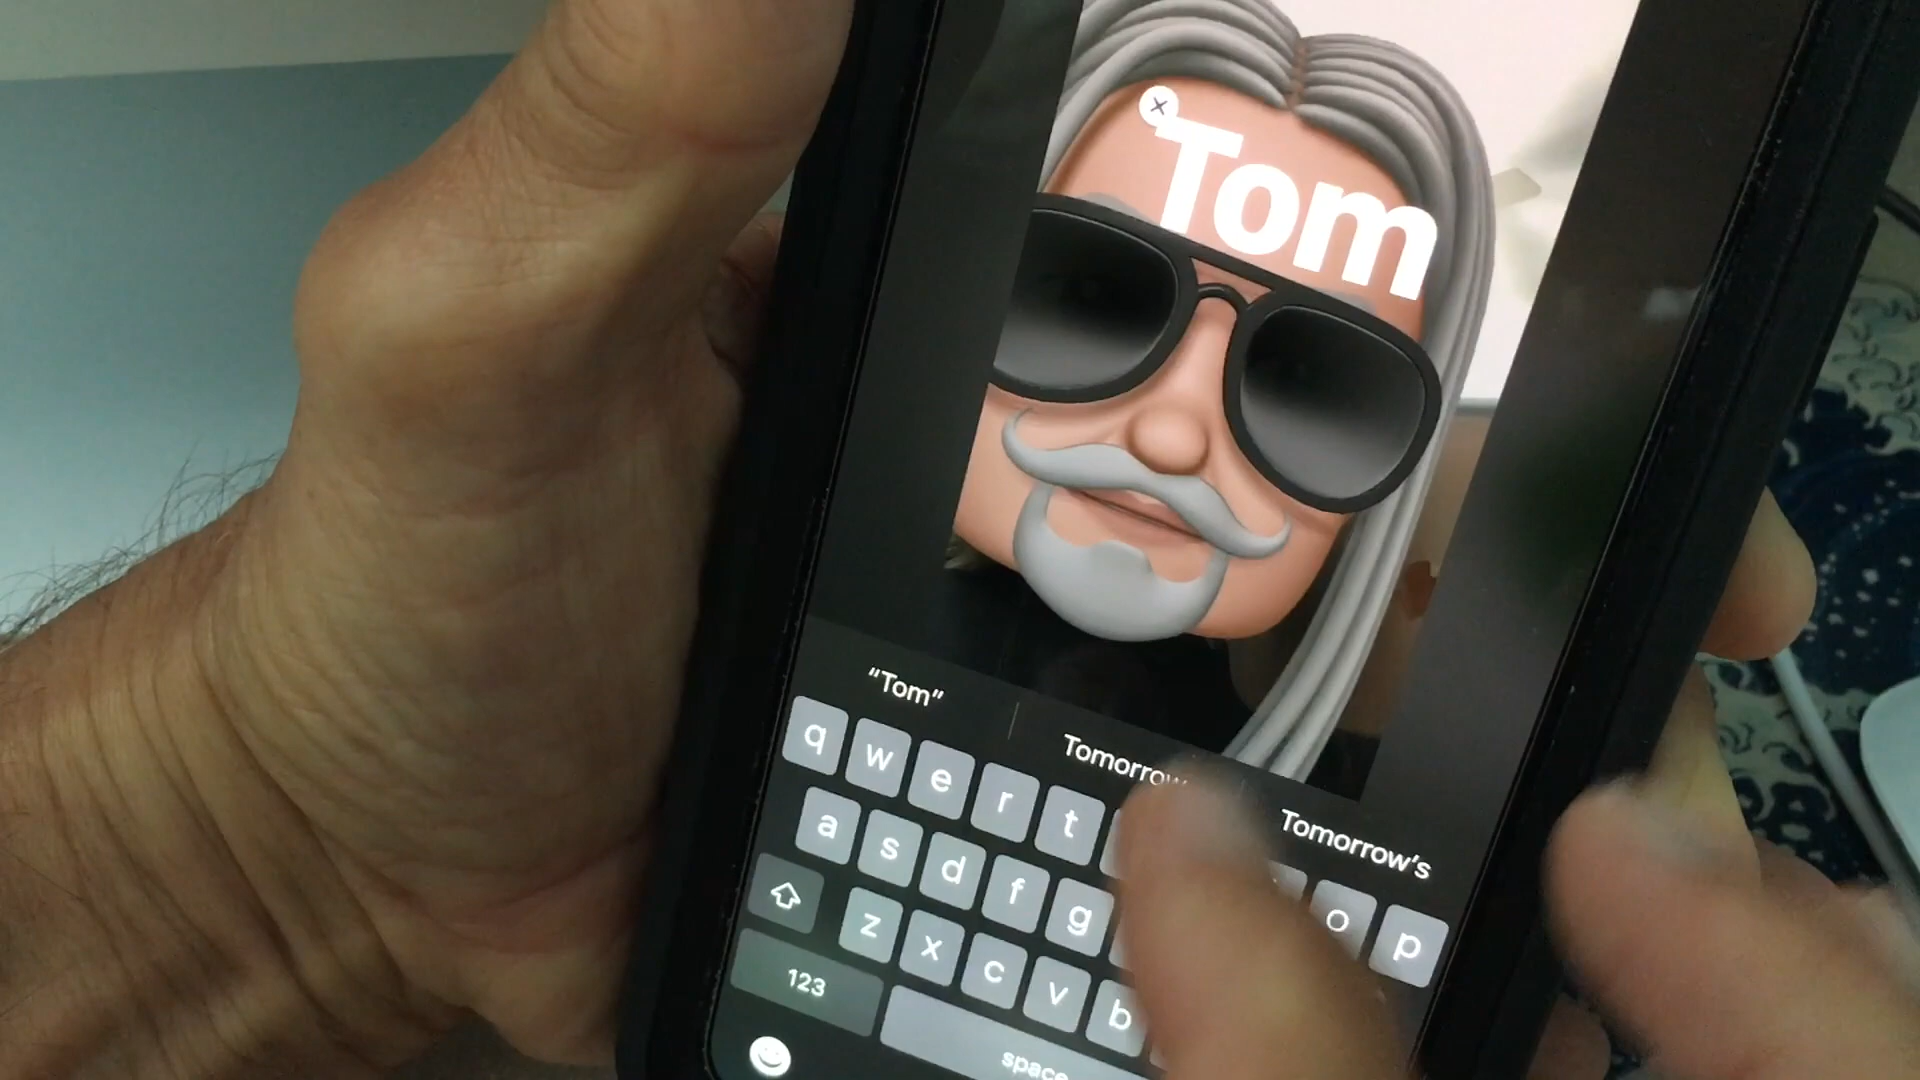 Tom
“Tom”
Tomorrow
Tomorrow’s
q w e r t o p
a s d f g
z x c v b
123
space